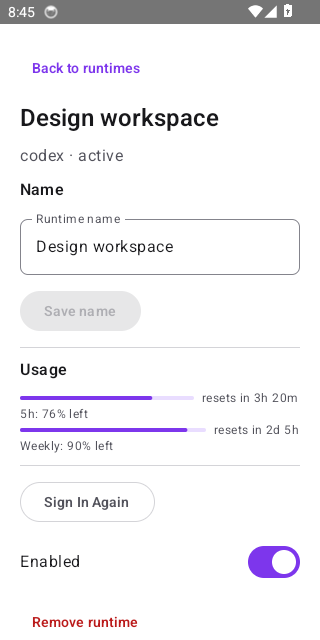 8:45
Back to runtimes
Design workspace
codex · active
Name
Runtime name
Design workspace
Save name
Usage
resets in 3h 20m
5h: 76% left
resets in 2d 5h
Weekly: 90% left
Sign In Again
Enabled
Remove runtime